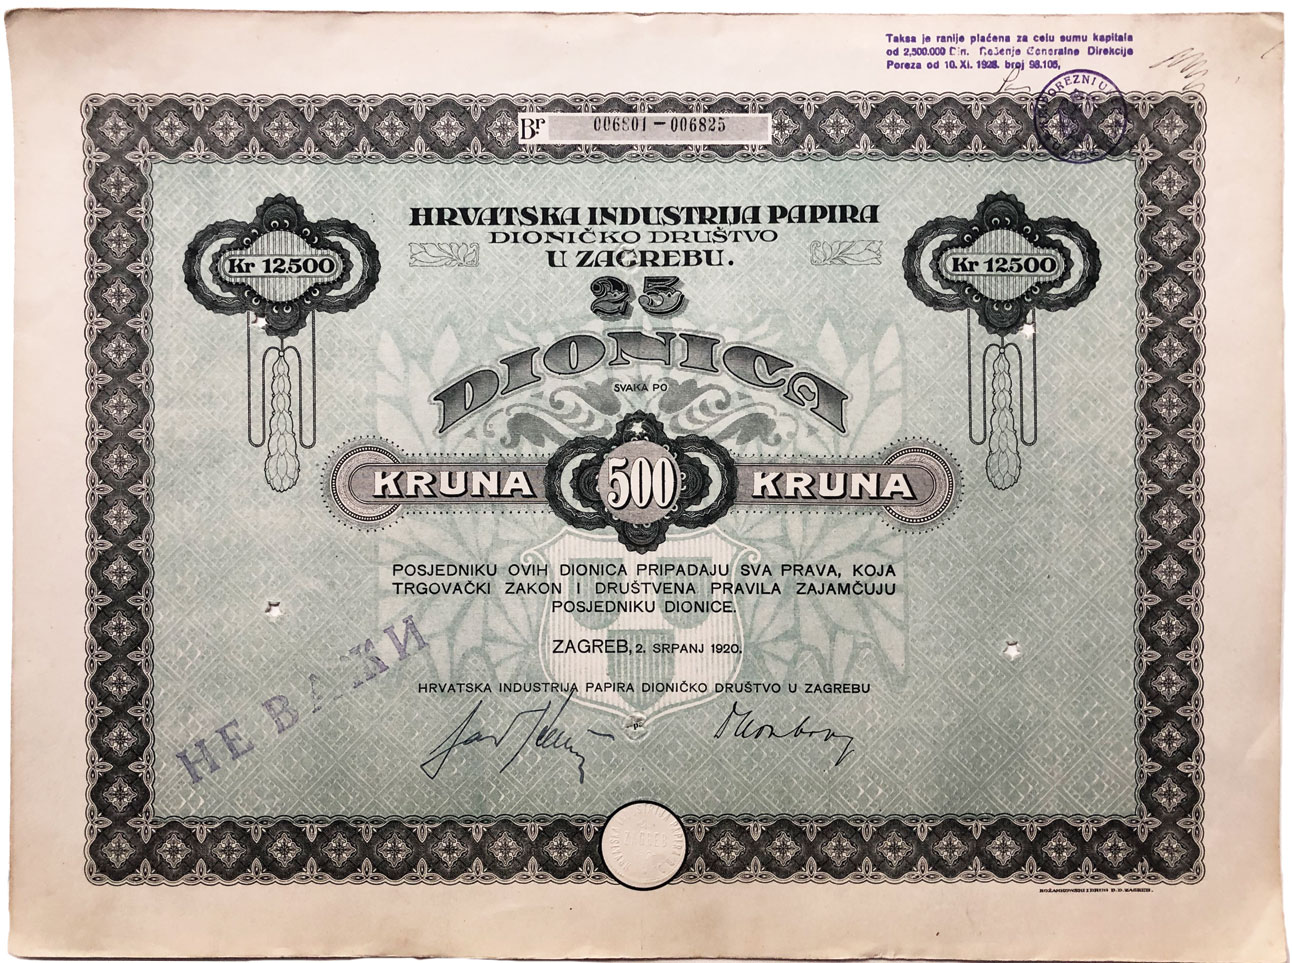 Taksa je ranije plaćena za celu sumu kapitala
od 2,500.000 Din. Rešenje Generalne Direkcije
Poreza od 10. XI. 1928. broj 98.105,
Br 006801—006825
HRVATSKA INDUSTRIJA PAPIRA
DIONIČKO DRUŠTVO
U ZAGREBU.
Kr 12500
Kr 12500
25
DIONICA
SVAKA PO
KRUNA 500 KRUNA
POSJEDNIKU OVIH DIONICA PRIPADAJU SVA PRAVA, KOJA
TRGOVAČKI ZAKON I DRUŠTVENA PRAVILA ZAJAMČUJU
POSJEDNIKU DIONICE.
ZAGREB, 2. SRPANJ 1920.
HRVATSKA INDUSTRIJA PAPIRA DIONIČKO DRUŠTVO U ZAGREBU
НЕ ВАЖИ
ROŽANKOWSKI I DRUG D.D. ZAGREB.